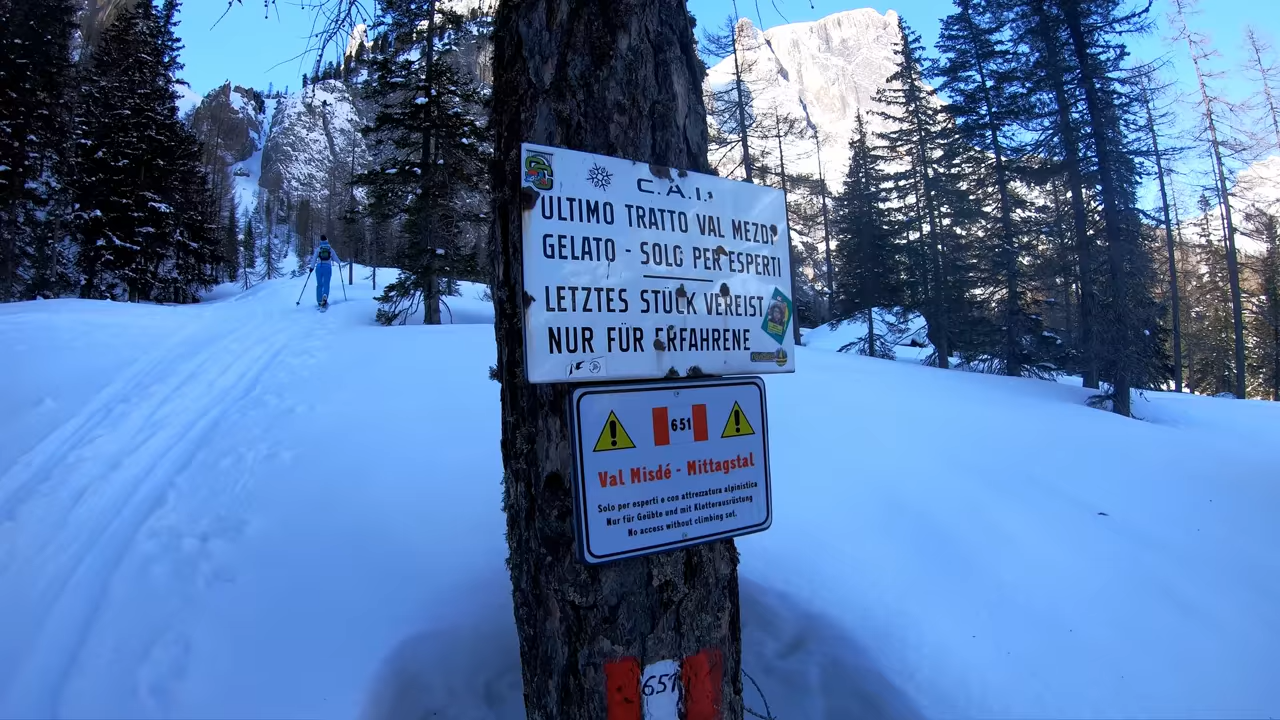 C.A.I.
ULTIMO TRATTO VAL MEZDI
GELATO - SOLO PER ESPERTI
LETZTES STÜCK VEREIST
NUR FÜR ERFAHRENE
651
Val Misdé - Mittagstal
Solo per esperti e con attrezzatura alpinistica
Nur für Geübte und mit Kletterausrüstung
No access without climbing set.
651